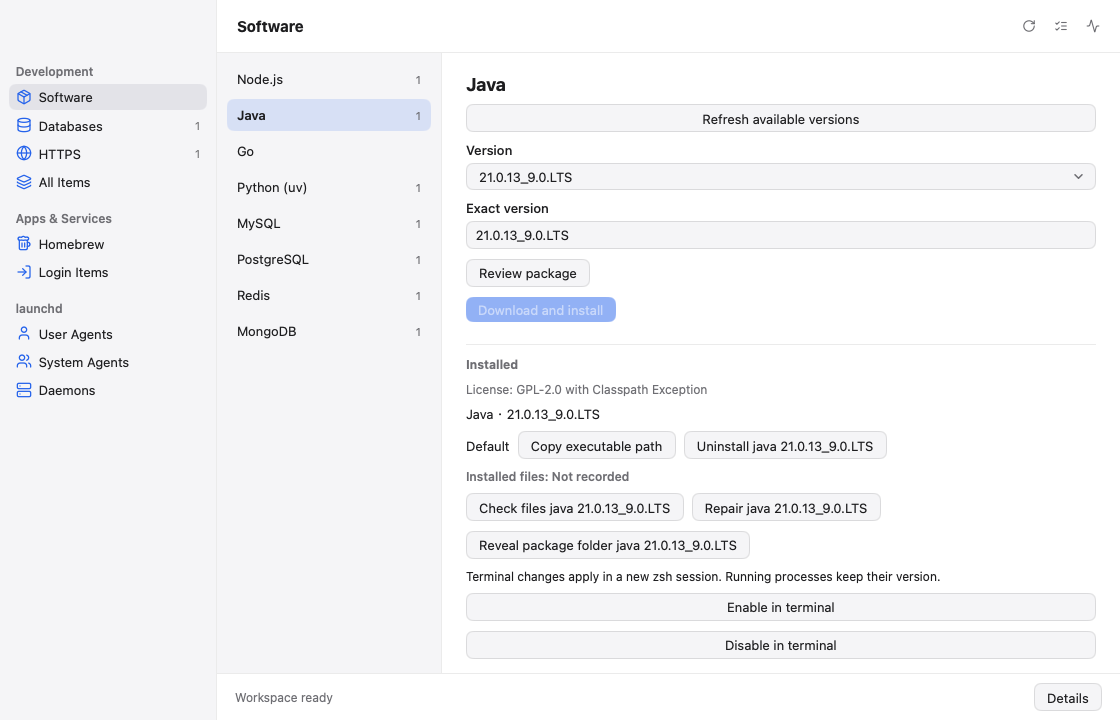 Software
Development
Software
Databases 1
HTTPS 1
All Items
Apps & Services
Homebrew
Login Items
launchd
User Agents
System Agents
Daemons
Node.js 1
Java 1
Go
Python (uv) 1
MySQL 1
PostgreSQL 1
Redis 1
MongoDB 1
Java
Refresh available versions
Version
21.0.13_9.0.LTS
Exact version
21.0.13_9.0.LTS
Review package
Download and install
Installed
License: GPL-2.0 with Classpath Exception
Java · 21.0.13_9.0.LTS
Default Copy executable path Uninstall java 21.0.13_9.0.LTS
Installed files: Not recorded
Check files java 21.0.13_9.0.LTS Repair java 21.0.13_9.0.LTS
Reveal package folder java 21.0.13_9.0.LTS
Terminal changes apply in a new zsh session. Running processes keep their version.
Enable in terminal
Disable in terminal
Workspace ready Details